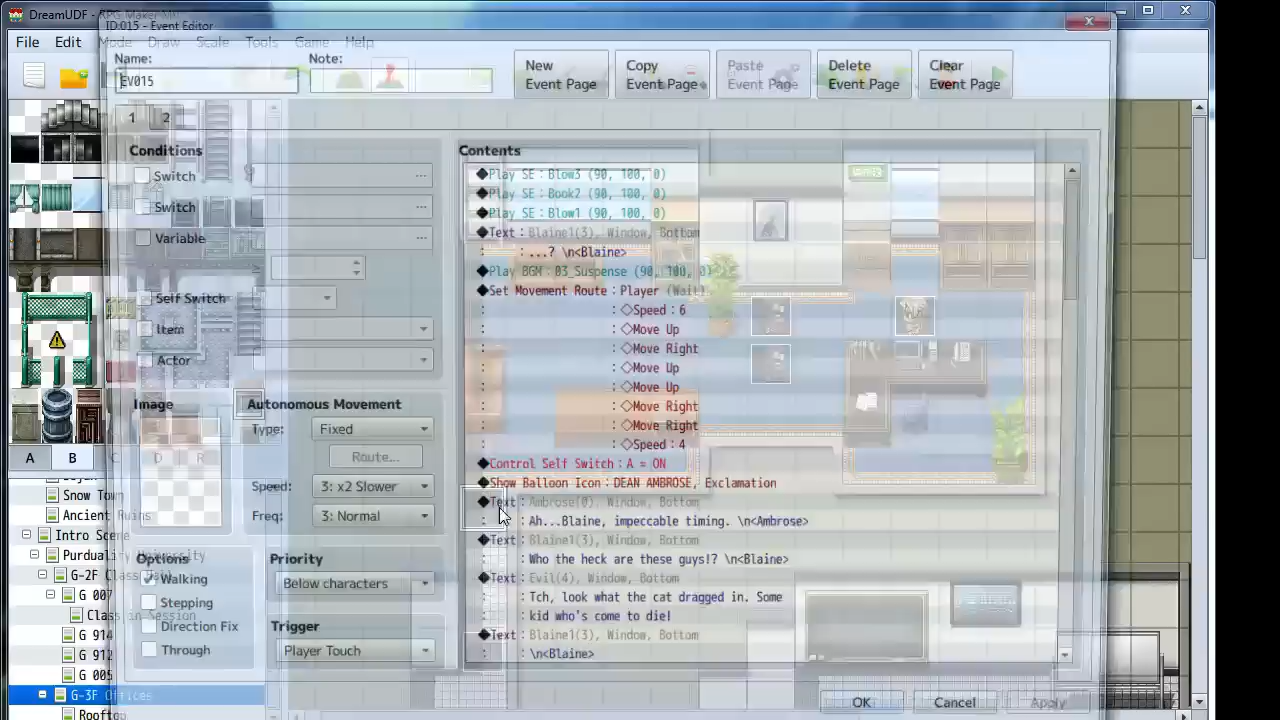 DreamUDF - RPG Maker MV
ID:015 - Event Editor
File Edit Mode Draw Scale Tools Game Help
Name:
Note:
EV015
New
Event Page
Copy
Event Page
Paste
Event Page
Delete
Event Page
Clear
Event Page
1 2
Conditions
Switch ...
Switch ...
Variable ...
Self Switch
Item
Actor
Image
Autonomous Movement
Type: Fixed
Route...
Speed: 3: x2 Slower
Freq: 3: Normal
Options
Walking
Stepping
Direction Fix
Through
Priority
Below characters
Trigger
Player Touch
Contents
◆Play SE : Blow3 (90, 100, 0)
◆Play SE : Book2 (90, 100, 0)
◆Play SE : Blow1 (90, 100, 0)
◆Text : Blaine1(3), Window, Bottom
: : ...? \n<Blaine>
◆Play BGM : 03_Suspense (90, 100, 0)
◆Set Movement Route : Player (Wait)
: : ◇Speed : 6
: : ◇Move Up
: : ◇Move Right
: : ◇Move Up
: : ◇Move Up
: : ◇Move Right
: : ◇Move Right
: : ◇Speed : 4
◆Control Self Switch : A = ON
◆Show Balloon Icon : DEAN AMBROSE, Exclamation
◆Text : Ambrose(0), Window, Bottom
: : Ah...Blaine, impeccable timing. \n<Ambrose>
◆Text : Blaine1(3), Window, Bottom
: : Who the heck are these guys!? \n<Blaine>
◆Text : Evil(4), Window, Bottom
: : Tch, look what the cat dragged in. Some
: : kid who's come to die!
◆Text : Blaine1(3), Window, Bottom
: : \n<Blaine>
OK Cancel Apply
A B C D R
Snow Town
Ancient Ruins
Intro Scene
Purduality University
G-2F Class Hall
G 007
Class in Session
G 914
G 912
G 005
G-3F Offices
Rooftop